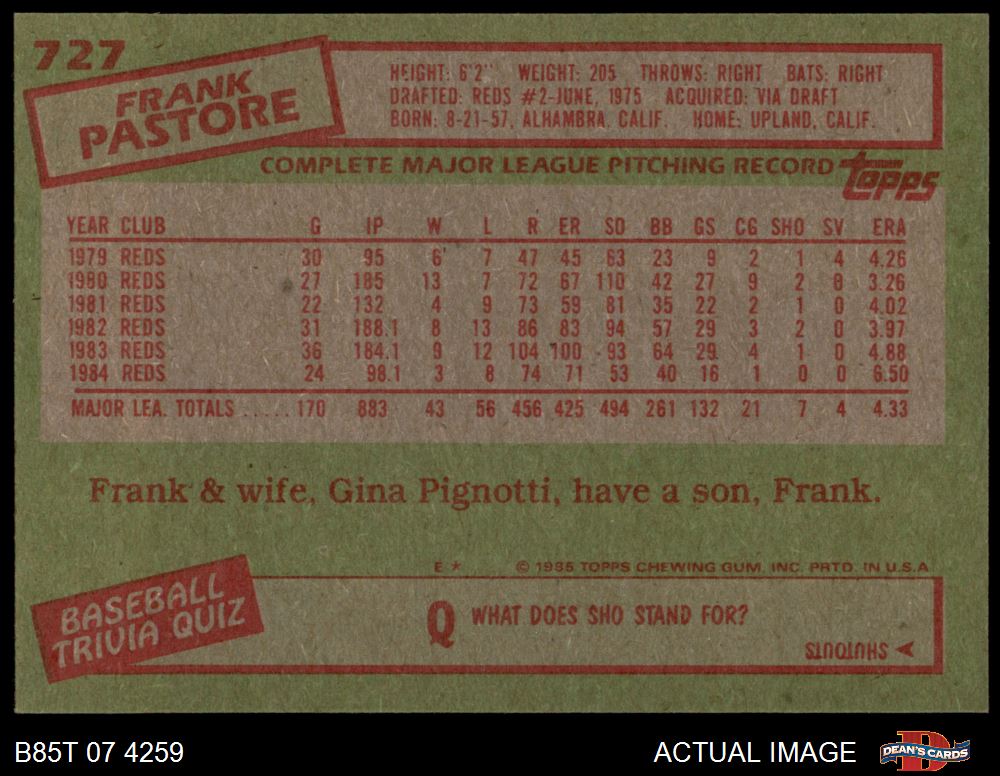 727
FRANK
PASTORE
HEIGHT: 6'2" WEIGHT: 205 THROWS: RIGHT BATS: RIGHT
DRAFTED: REDS #2-JUNE, 1975 ACQUIRED: VIA DRAFT
BORN: 8-21-57, ALHAMBRA, CALIF. HOME: UPLAND, CALIF.
COMPLETE MAJOR LEAGUE PITCHING RECORD topps
YEAR CLUB G IP W L R ER SO BB GS CG SHO SV ERA
1979 REDS 30 95 6 7 47 45 63 23 9 2 1 4 4.26
1980 REDS 27 185 13 7 72 67 110 42 27 9 2 0 3.26
1981 REDS 22 132 4 9 73 59 81 35 22 2 1 0 4.02
1982 REDS 31 188.1 8 13 86 83 94 57 29 3 2 0 3.97
1983 REDS 36 184.1 9 12 104 100 93 64 29 4 1 0 4.88
1984 REDS 24 98.1 3 8 74 71 53 40 16 1 0 0 6.50
MAJOR LEA. TOTALS ..... 170 883 43 56 456 425 494 261 132 21 7 4 4.33
Frank & wife, Gina Pignotti, have a son, Frank.
E * © 1985 TOPPS CHEWING GUM, INC. PRTD. IN U.S.A
BASEBALL
TRIVIA QUIZ
Q WHAT DOES SHO STAND FOR?
SHUTOUTS
B85T 07 4259
ACTUAL IMAGE
D
DEAN'S CARDS